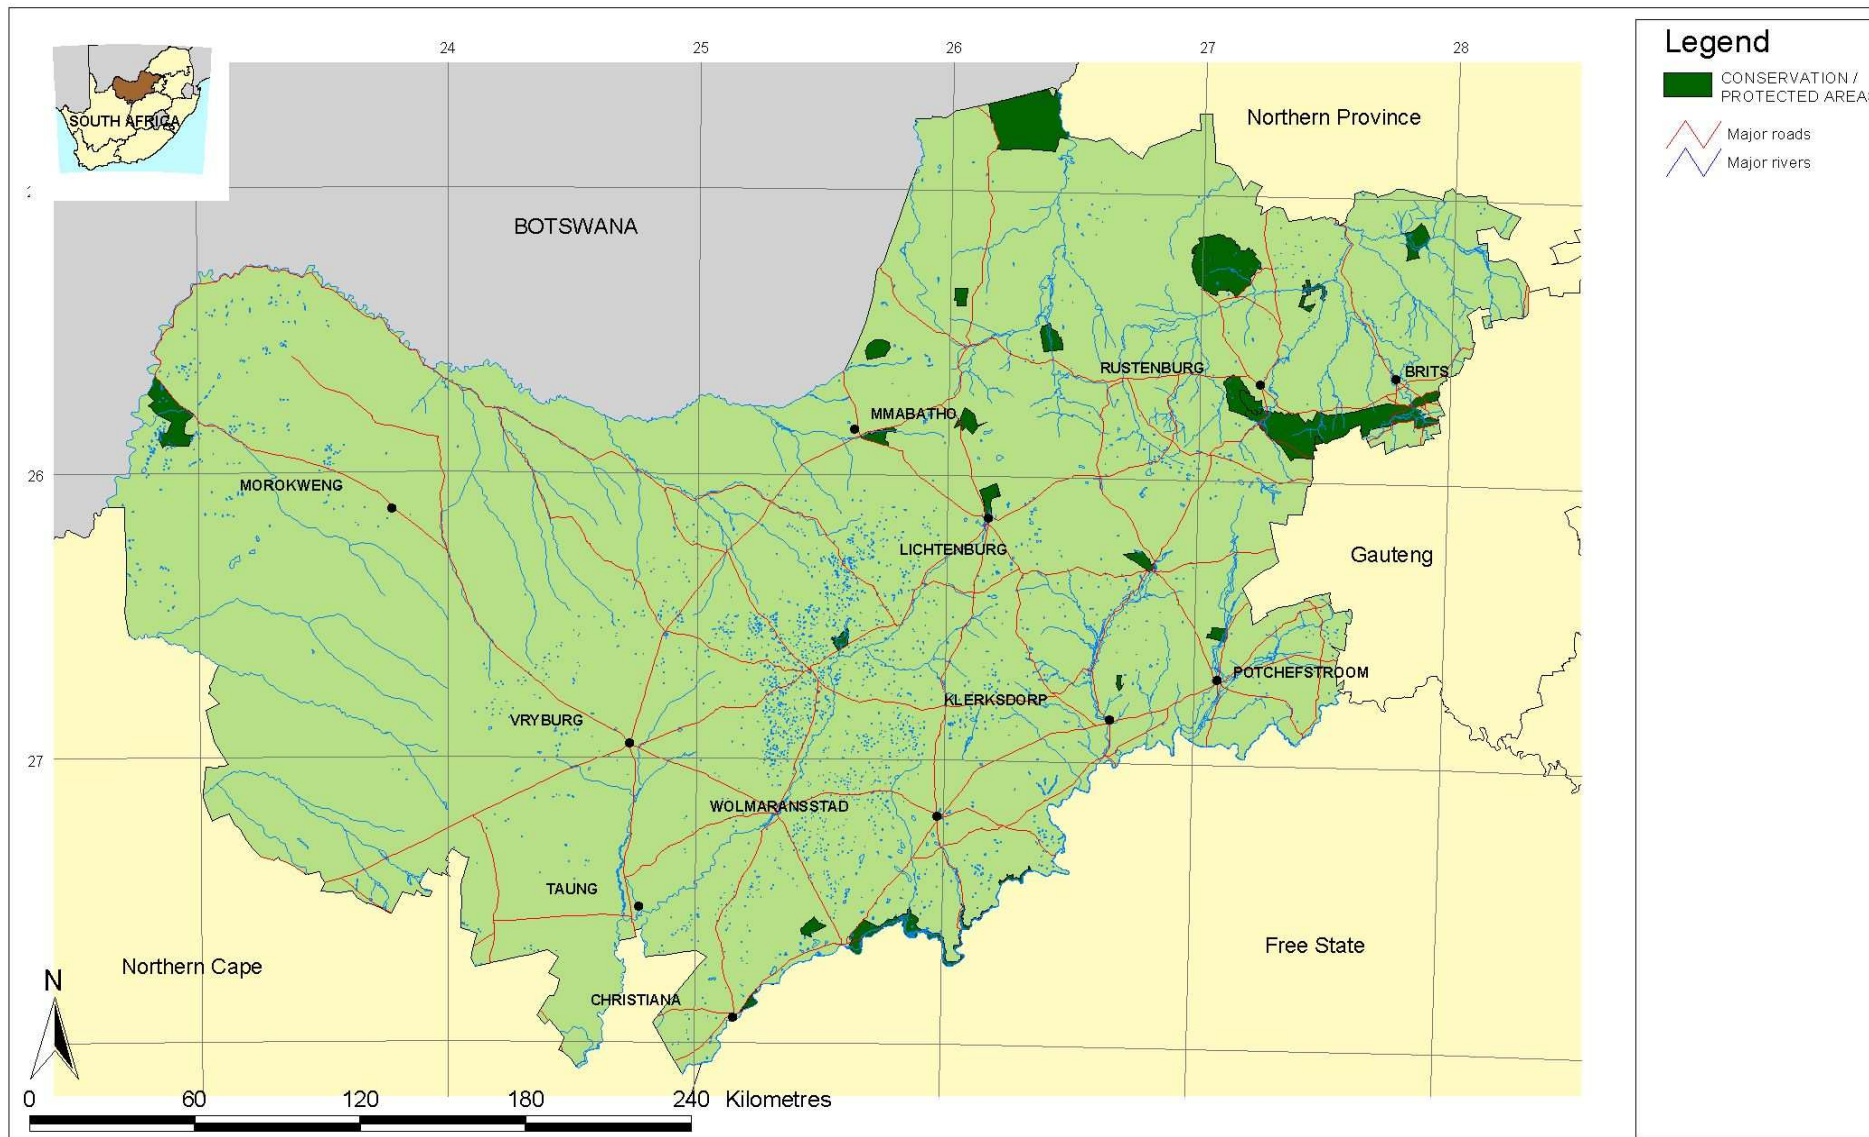 24
25
26
27
28
Legend
CONSERVATION /
PROTECTED AREAS
Major roads
Major rivers
SOUTH AFRICA
Northern Province
BOTSWANA
RUSTENBURG
BRITS
MMABATHO
26
MOROKWENG
LICHTENBURG
Gauteng
POTCHEFSTROOM
KLERKSDORP
VRYBURG
27
WOLMARANSSTAD
TAUNG
Free State
Northern Cape
N
CHRISTIANA
0 60 120 180 240 Kilometres